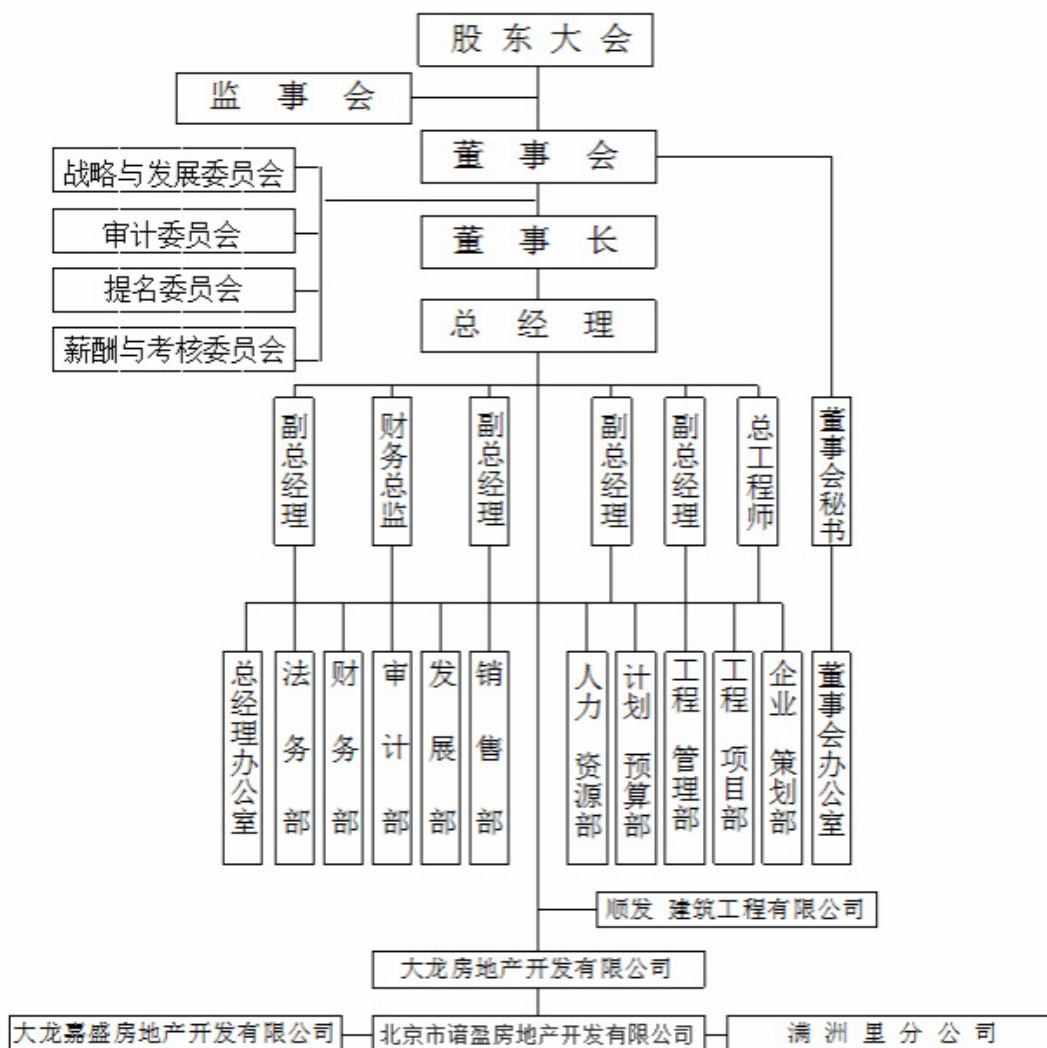 股东大会
监事会
董事会
战略与发展委员会
审计委员会
董事长
提名委员会
总经理
薪酬与考核委员会
副总经理
财务总监
副总经理
副总经理
副总经理
总工程师
董事会秘书
总经理办公室
法务部
财务部
审计部
发展部
销售部
人力资源部
计划预算部
工程管理部
工程项目部
企业策划部
董事会办公室
顺发 建筑工程有限公司
大龙房地产开发有限公司
大龙嘉盛房地产开发有限公司
北京市谙盈房地产开发有限公司
满洲里分公司